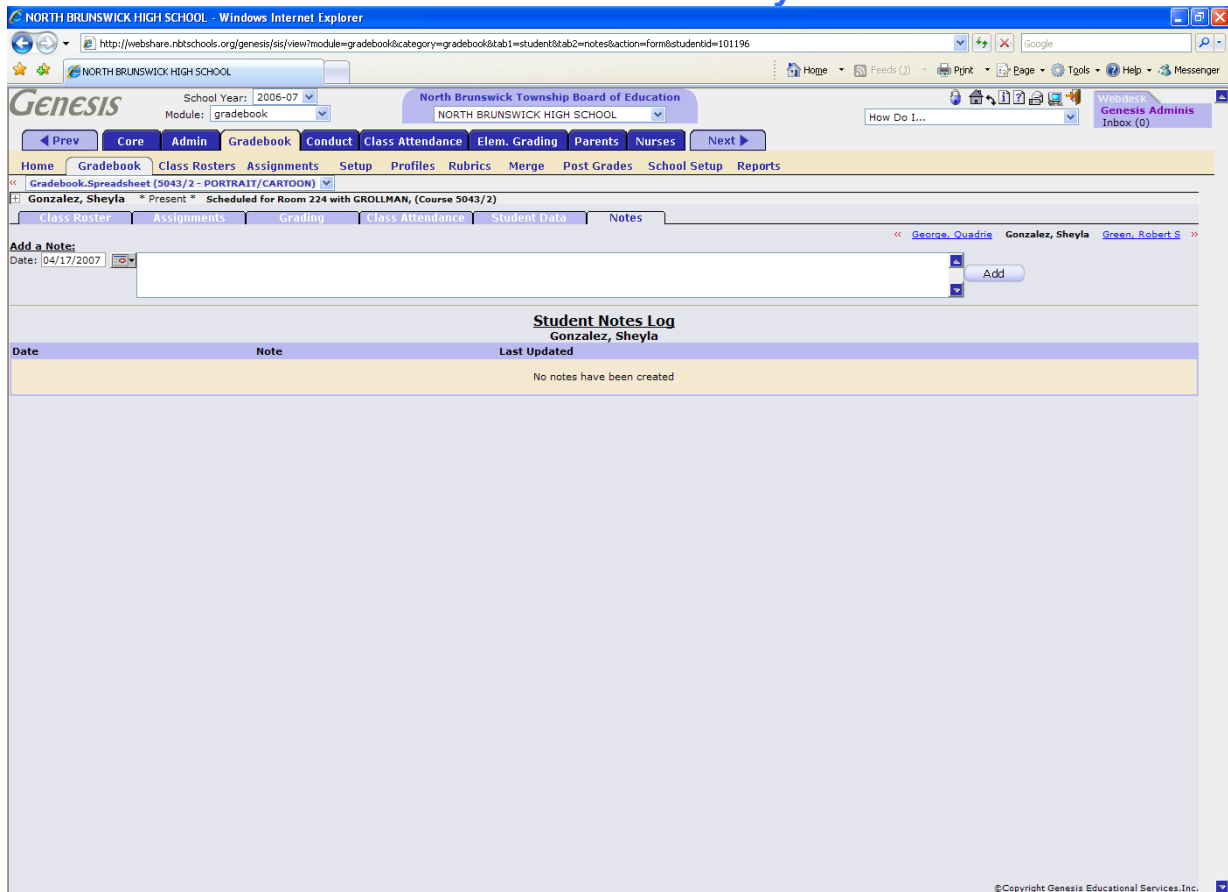 y
NORTH BRUNSWICK HIGH SCHOOL - Windows Internet Explorer
http://webshare.nbtschools.org/genesis/sis/view?module=gradebook&category=gradebook&tab1=student&tab2=notes&action=form&studentid=101196
Google
NORTH BRUNSWICK HIGH SCHOOL
Home Feeds (J) Print Page Tools Help Messenger
GENESIS
School Year: 2006-07
Module: gradebook
North Brunswick Township Board of Education
NORTH BRUNSWICK HIGH SCHOOL
How Do I...
Webdesk
Genesis Adminis
Inbox (0)
Prev Core Admin Gradebook Conduct Class Attendance Elem. Grading Parents Nurses Next
Home Gradebook Class Rosters Assignments Setup Profiles Rubrics Merge Post Grades School Setup Reports
« Gradebook.Spreadsheet (5043/2 - PORTRAIT/CARTOON)
Gonzalez, Sheyla * Present * Scheduled for Room 224 with GROLLMAN, (Course 5043/2)
Class Roster Assignments Grading Class Attendance Student Data Notes
« George, Quadrie Gonzalez, Sheyla Green, Robert S »
Add a Note:
Date: 04/17/2007
Add
Student Notes Log
Gonzalez, Sheyla
Date Note Last Updated
No notes have been created
©Copyright Genesis Educational Services,Inc.